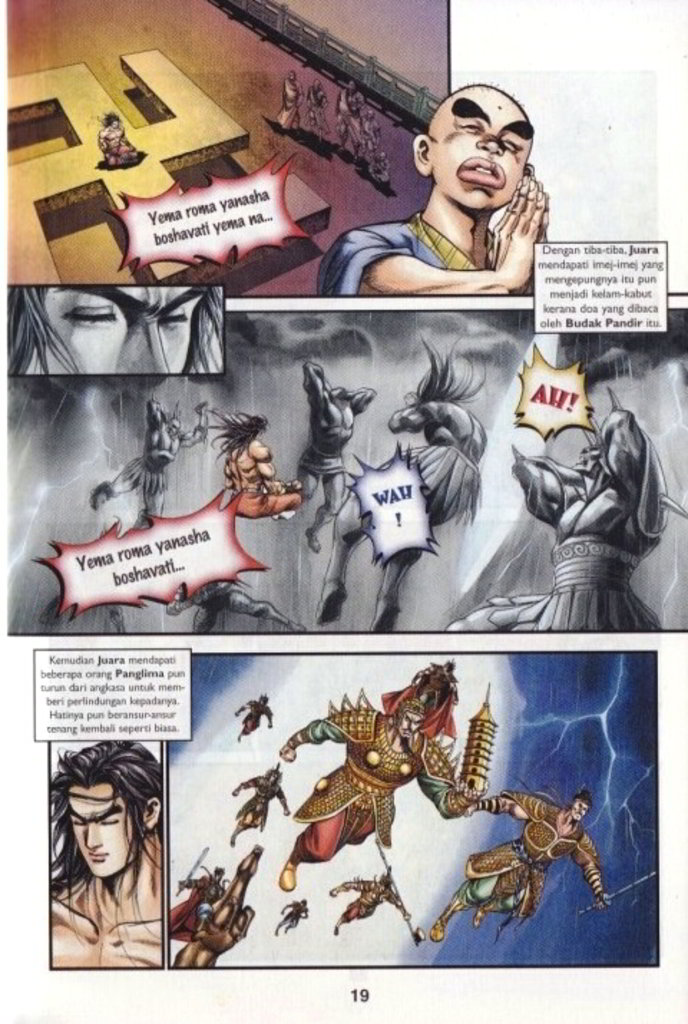 Yema roma yanasha
boshavati yema na...
Dengan tiba-tiba, Juara
mendapati imej-imej yang
mengepungnya itu pun
menjadi kelam-kabut
kerana doa yang dibaca
oleh Budak Pandir itu.
AH!
WAH
!
Yema roma yanasha
boshavati...
Kemudian Juara mendapati
beberapa orang Panglima pun
turun dari angkasa untuk mem-
beri perlindungan kepadanya.
Hatinya pun beransur-ansur
tenang kembali seperti biasa.
19